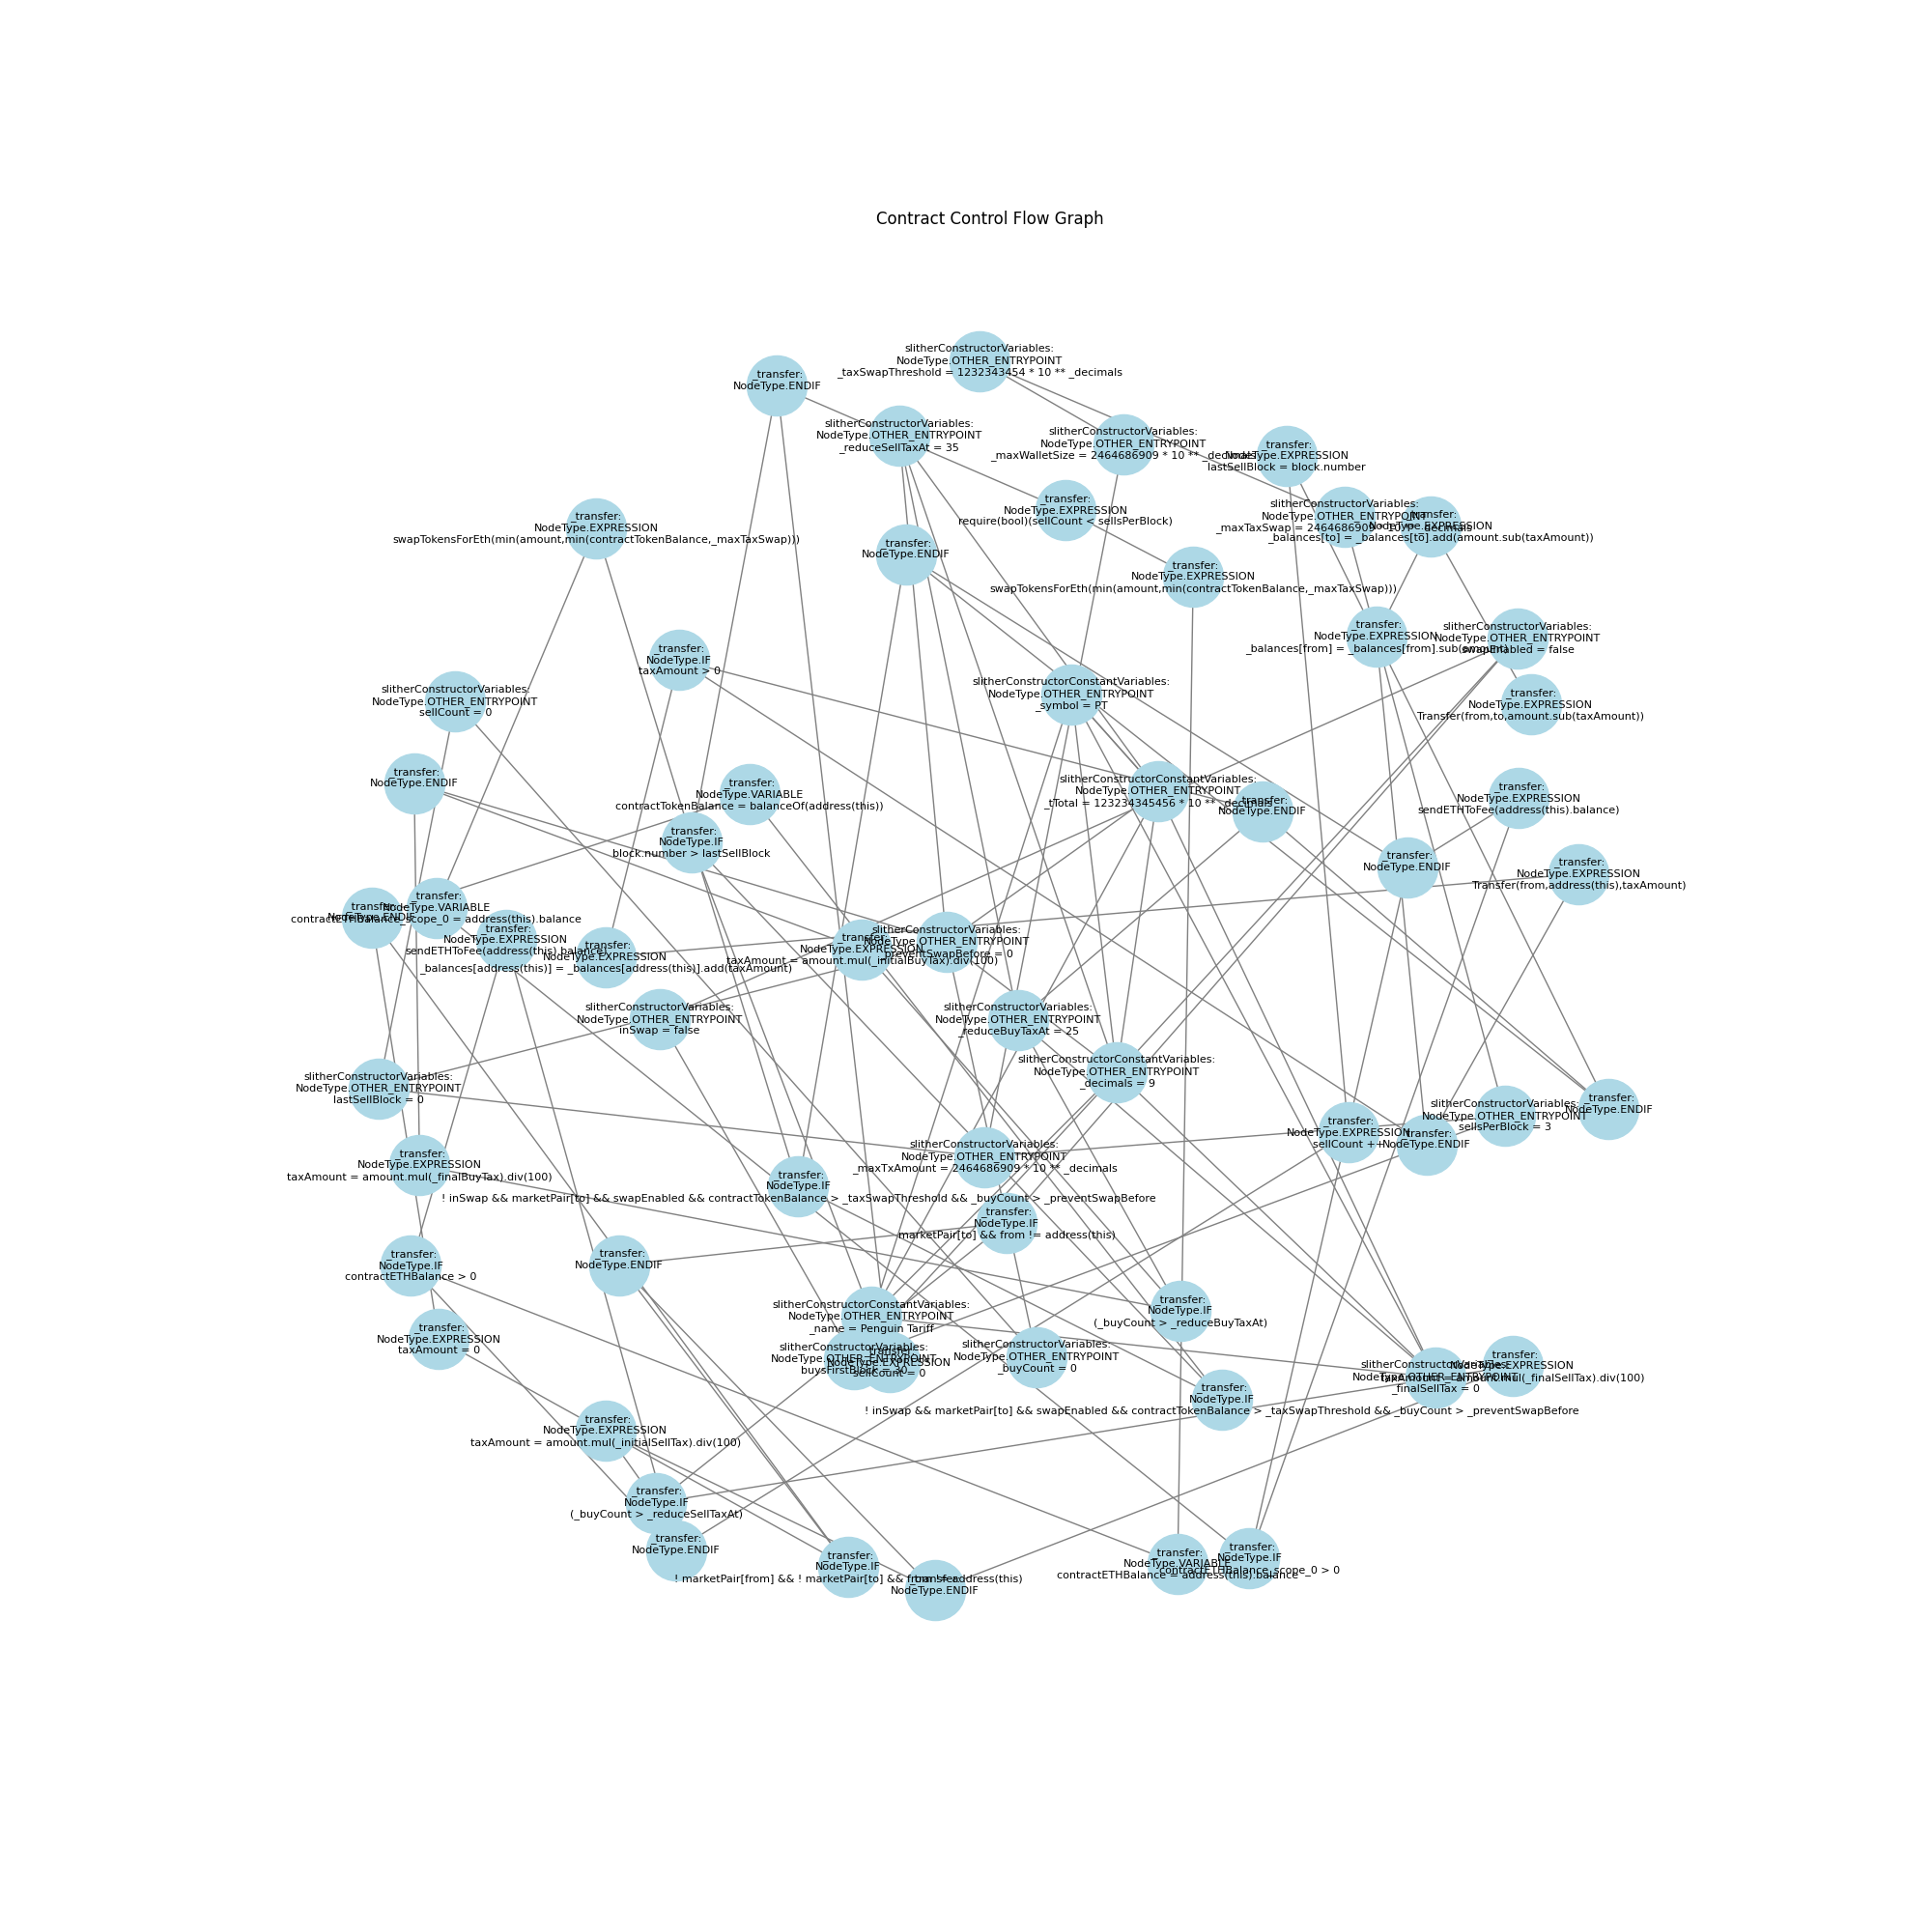 Contract Control Flow Graph
slitherConstructorVariables:
NodeType.OTHER_ENTRYPOINT
_taxSwapThreshold = 1232343454 * 10 ** _decimals
_transfer:
NodeType.ENDIF
slitherConstructorVariables:
NodeType.OTHER_ENTRYPOINT
_reduceSellTaxAt = 35
slitherConstructorVariables:
NodeType.OTHER_ENTRYPOINT
_maxWalletSize = 2464686909 * 10 ** _decimals
_transfer:
NodeType.EXPRESSION
lastSellBlock = block.number
_transfer:
NodeType.EXPRESSION
require(bool)(sellCount < sellsPerBlock)
slitherConstructorVariables:
NodeType.OTHER_ENTRYPOINT
_maxTaxSwap = 2464686909 * 10 ** _decimals
_transfer:
NodeType.EXPRESSION
_balances[to] = _balances[to].add(amount.sub(taxAmount))
_transfer:
NodeType.EXPRESSION
swapTokensForEth(min(amount,min(contractTokenBalance,_maxTaxSwap)))
_transfer:
NodeType.ENDIF
_transfer:
NodeType.EXPRESSION
swapTokensForEth(min(amount,min(contractTokenBalance,_maxTaxSwap)))
_transfer:
NodeType.EXPRESSION
_balances[from] = _balances[from].sub(amount)
slitherConstructorVariables:
NodeType.OTHER_ENTRYPOINT
swapEnabled = false
_transfer:
NodeType.IF
taxAmount > 0
slitherConstructorVariables:
NodeType.OTHER_ENTRYPOINT
sellCount = 0
slitherConstructorConstantVariables:
NodeType.OTHER_ENTRYPOINT
_symbol = PT
_transfer:
NodeType.EXPRESSION
Transfer(from,to,amount.sub(taxAmount))
_transfer:
NodeType.ENDIF
_transfer:
NodeType.VARIABLE
contractTokenBalance = balanceOf(address(this))
slitherConstructorConstantVariables:
NodeType.OTHER_ENTRYPOINT
_tTotal = 123234345456 * 10 ** _decimals
_transfer:
NodeType.ENDIF
_transfer:
NodeType.EXPRESSION
sendETHToFee(address(this).balance)
_transfer:
NodeType.IF
block.number > lastSellBlock
_transfer:
NodeType.ENDIF
_transfer:
NodeType.EXPRESSION
Transfer(from,address(this),taxAmount)
_transfer:
NodeType.ENDIF
_transfer:
NodeType.VARIABLE
contractETHBalance_scope_0 = address(this).balance
_transfer:
NodeType.EXPRESSION
sendETHToFee(address(this).balance)
_transfer:
NodeType.EXPRESSION
_balances[address(this)] = _balances[address(this)].add(taxAmount)
_transfer:
NodeType.EXPRESSION
taxAmount = amount.mul(_initialBuyTax).div(100)
slitherConstructorVariables:
NodeType.OTHER_ENTRYPOINT
_preventSwapBefore = 0
slitherConstructorVariables:
NodeType.OTHER_ENTRYPOINT
inSwap = false
slitherConstructorVariables:
NodeType.OTHER_ENTRYPOINT
_reduceBuyTaxAt = 25
slitherConstructorConstantVariables:
NodeType.OTHER_ENTRYPOINT
_decimals = 9
slitherConstructorVariables:
NodeType.OTHER_ENTRYPOINT
lastSellBlock = 0
_transfer:
NodeType.EXPRESSION
sellCount ++
_transfer:
NodeType.ENDIF
slitherConstructorVariables:
NodeType.OTHER_ENTRYPOINT
sellsPerBlock = 3
_transfer:
NodeType.ENDIF
_transfer:
NodeType.EXPRESSION
taxAmount = amount.mul(_finalBuyTax).div(100)
slitherConstructorVariables:
NodeType.OTHER_ENTRYPOINT
_maxTxAmount = 2464686909 * 10 ** _decimals
_transfer:
NodeType.IF
! inSwap && marketPair[to] && swapEnabled && contractTokenBalance > _taxSwapThreshold && _buyCount > _preventSwapBefore
_transfer:
NodeType.IF
marketPair[to] && from != address(this)
_transfer:
NodeType.IF
contractETHBalance > 0
_transfer:
NodeType.ENDIF
_transfer:
NodeType.EXPRESSION
taxAmount = 0
slitherConstructorConstantVariables:
NodeType.OTHER_ENTRYPOINT
_name = Penguin Tariff
_transfer:
NodeType.IF
(_buyCount > _reduceBuyTaxAt)
slitherConstructorVariables:
NodeType.OTHER_ENTRYPOINT
buysFirstBlock = 30
_transfer:
NodeType.EXPRESSION
sellCount = 0
slitherConstructorVariables:
NodeType.OTHER_ENTRYPOINT
_buyCount = 0
slitherConstructorVariables:
NodeType.OTHER_ENTRYPOINT
_finalSellTax = 0
_transfer:
NodeType.EXPRESSION
taxAmount = amount.mul(_finalSellTax).div(100)
_transfer:
NodeType.IF
! inSwap && marketPair[to] && swapEnabled && contractTokenBalance > _taxSwapThreshold && _buyCount > _preventSwapBefore
_transfer:
NodeType.EXPRESSION
taxAmount = amount.mul(_initialSellTax).div(100)
_transfer:
NodeType.IF
(_buyCount > _reduceSellTaxAt)
_transfer:
NodeType.ENDIF
_transfer:
NodeType.IF
! marketPair[from] && ! marketPair[to] && from != address(this)
_transfer:
NodeType.ENDIF
_transfer:
NodeType.VARIABLE
contractETHBalance = address(this).balance
_transfer:
NodeType.IF
contractETHBalance_scope_0 > 0